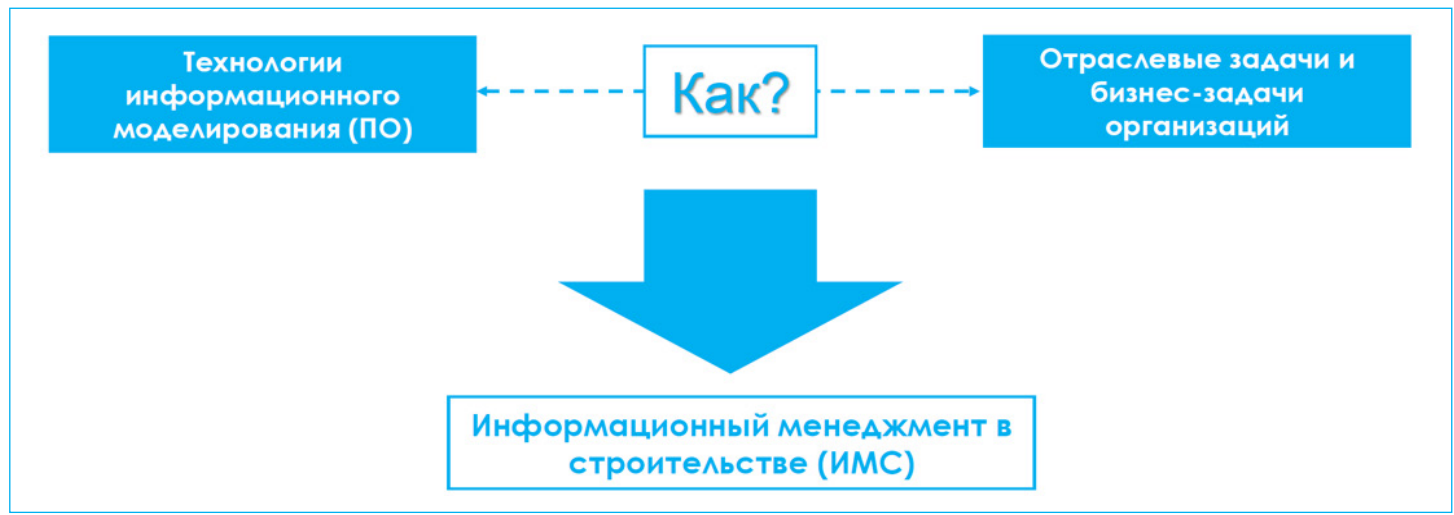 Технологии
информационного
моделирования (ПО)
Как?
Отраслевые задачи и
бизнес-задачи
организаций
Информационный менеджмент в
строительстве (ИМС)